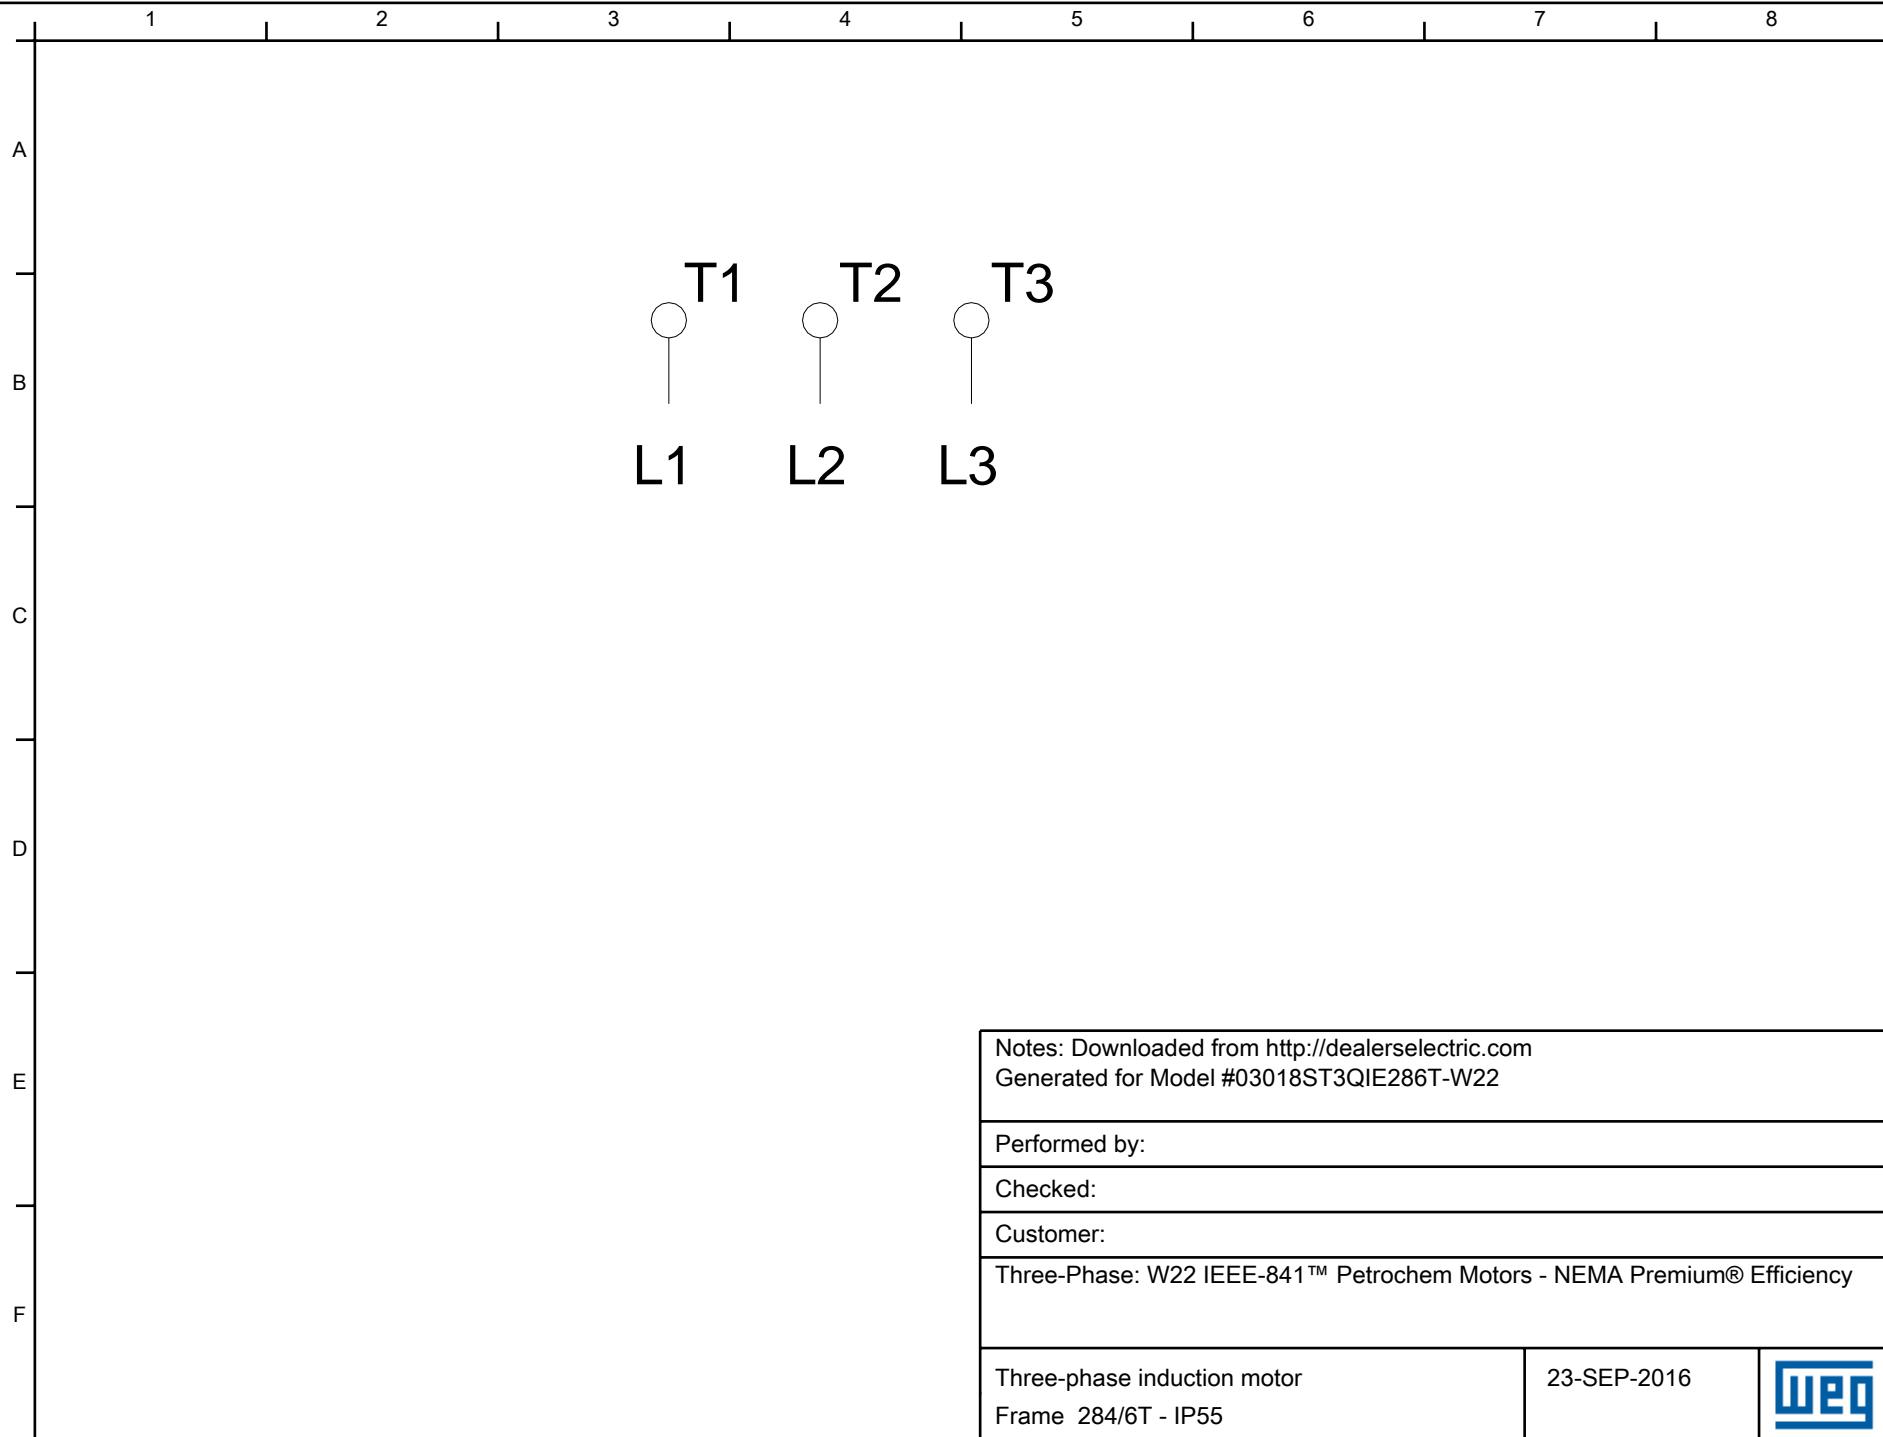 1 2 3 4 5 6 7 8
A
T1 T2 T3
B
L1 L2 L3
C
D
E
Notes: Downloaded from http://dealerselectric.com
Generated for Model #03018ST3QIE286T-W22
Performed by:
Checked:
Customer:
Three-Phase: W22 IEEE-841™ Petrochem Motors - NEMA Premium® Efficiency
F
Three-phase induction motor
23-SEP-2016
weg
Frame 284/6T - IP55